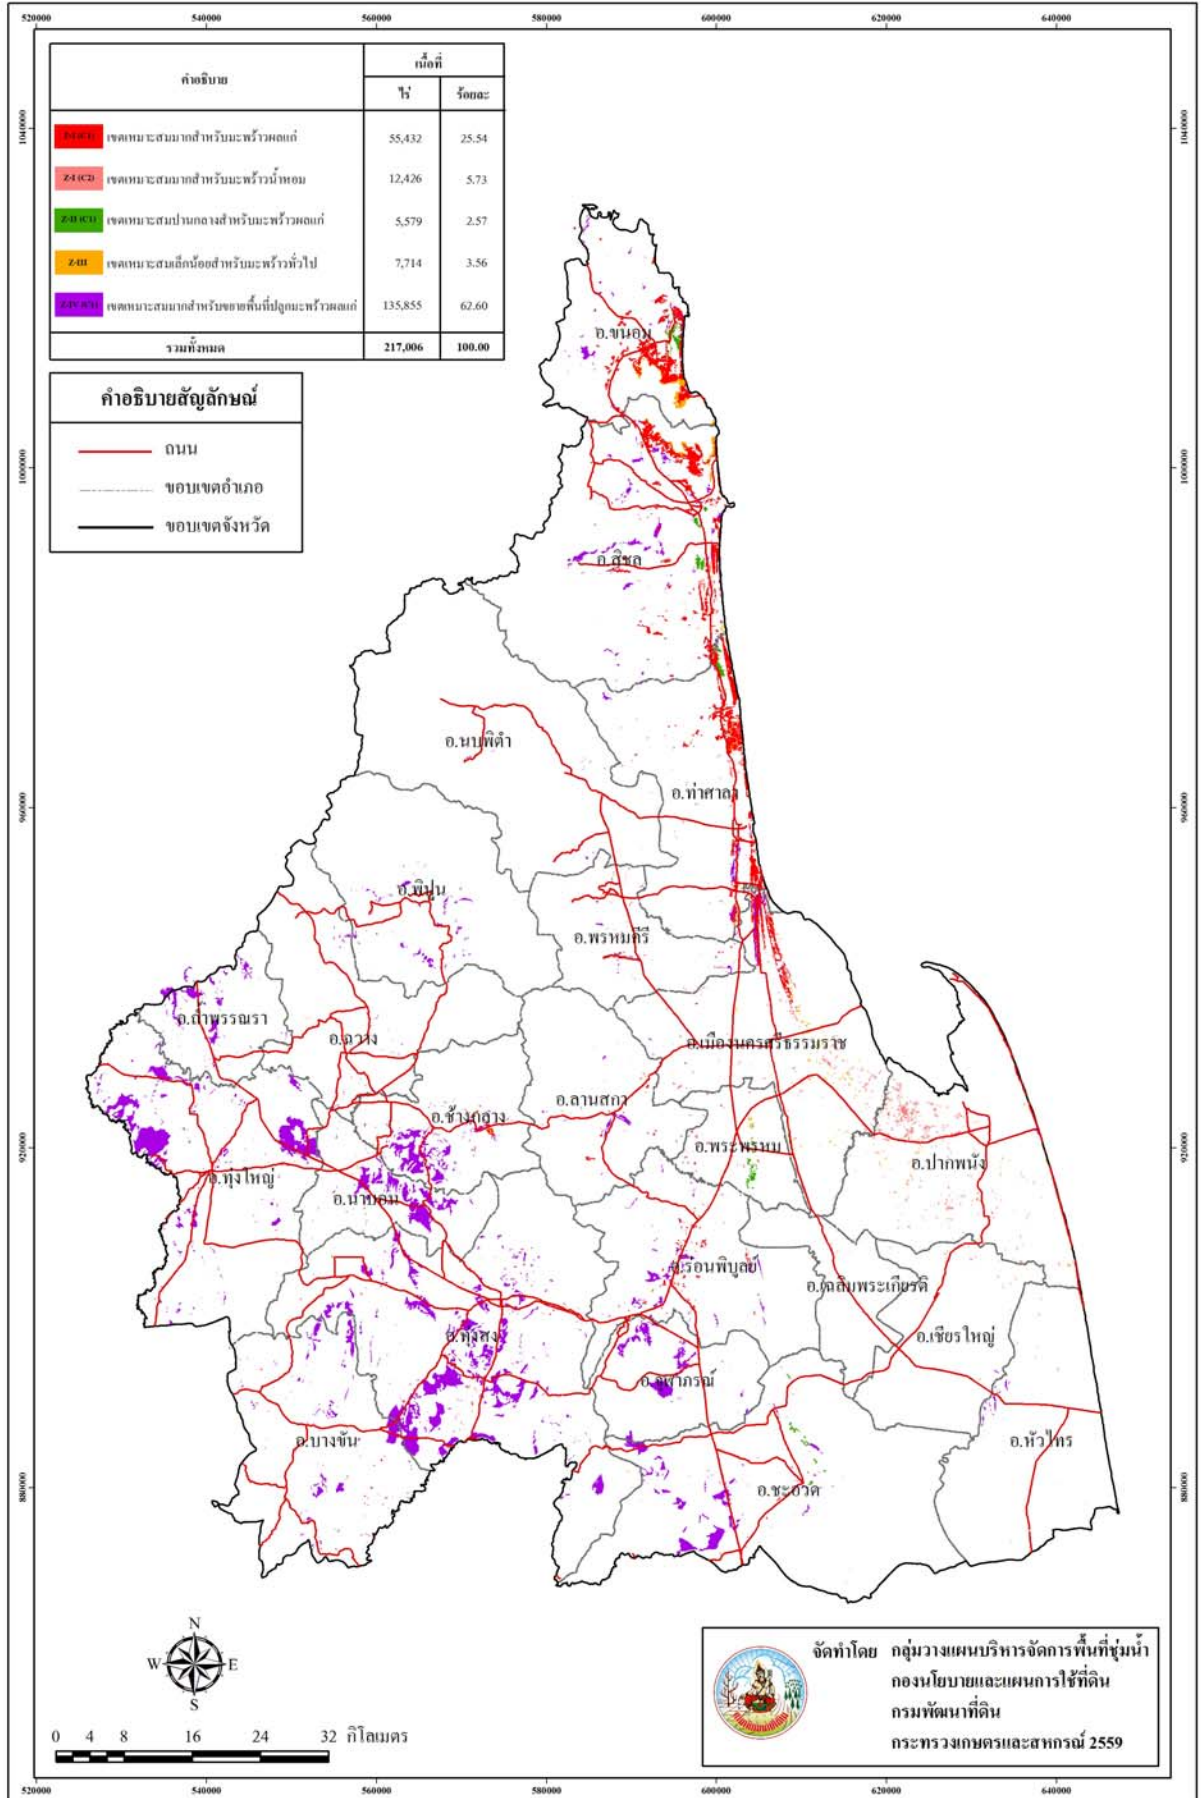 520000 540000 560000 580000 600000 620000 640000
คำอธิบาย เนื้อที่
ไร่ ร้อยละ
Z-I (C1) เขตเหมาะสมมากสำหรับมะพร้าวผลแก่ 55,432 25.54
Z-I (C2) เขตเหมาะสมมากสำหรับมะพร้าวน้ำหอม 12,426 5.73
Z-II (C1) เขตเหมาะสมปานกลางสำหรับมะพร้าวผลแก่ 5,579 2.57
Z-III เขตเหมาะสมเล็กน้อยสำหรับมะพร้าวทั่วไป 7,714 3.56
เขตเหมาะสมมากสำหรับขยายพื้นที่ปลูกมะพร้าวผลแก่ 135,855 62.60
รวมทั้งหมด 217,006 100.00
คำอธิบายสัญลักษณ์
ถนน
ขอบเขตอำเภอ
ขอบเขตจังหวัด
1040000 1040000
1000000 1000000
960000 960000
920000 920000
880000 880000
อ.ขนอม
อ.สิชล
อ.นบพิตำ
อ.ท่าศาลา
อ.พิปูน
อ.พรหมคีรี
อ.ถ้ำพรรณรา
อ.ฉวาง
อ.เมืองนครศรีธรรมราช
อ.ช้างกลาง
อ.ลานสกา
อ.พระพรหม
อ.ปากพนัง
อ.ทุ่งใหญ่
อ.นาบอน
อ.ร่อนพิบูลย์
อ.เฉลิมพระเกียรติ
อ.ทุ่งสง
อ.เชียรใหญ่
อ.จุฬาภรณ์
อ.บางขัน
อ.หัวไทร
อ.ชะอวด
N
W E
S
0 4 8 16 24 32 กิโลเมตร
จัดทำโดย กลุ่มวางแผนบริหารจัดการพื้นที่ชุ่มน้ำ
กองนโยบายและแผนการใช้ที่ดิน
กรมพัฒนาที่ดิน
กระทรวงเกษตรและสหกรณ์ 2559
520000 540000 560000 580000 600000 620000 640000